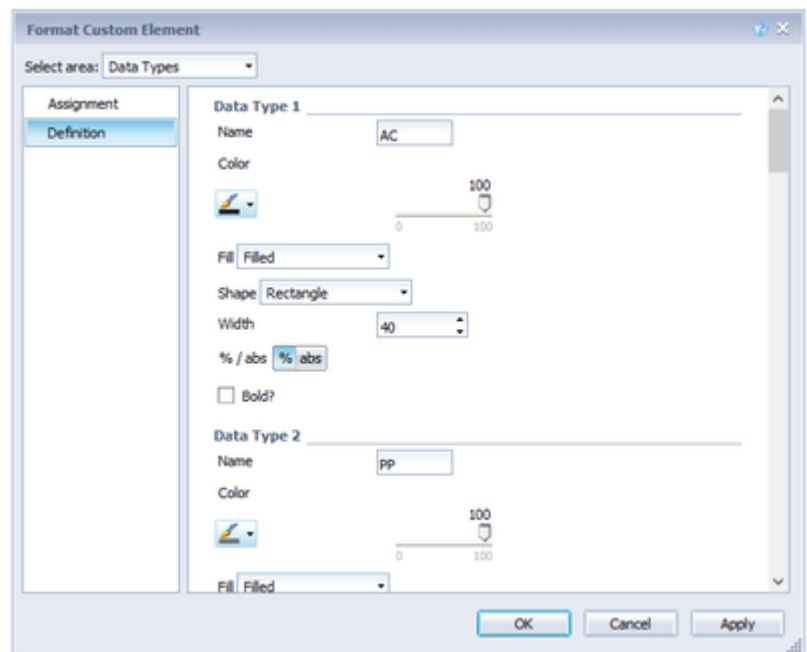 Format Custom Element
Select area: Data Types
Assignment
Definition
Data Type 1
Name AC
Color
100
0 100
Fill Filled
Shape Rectangle
Width 40
% / abs % abs
Bold?
Data Type 2
Name PP
Color
100
0 100
Fill Filled
OK Cancel Apply